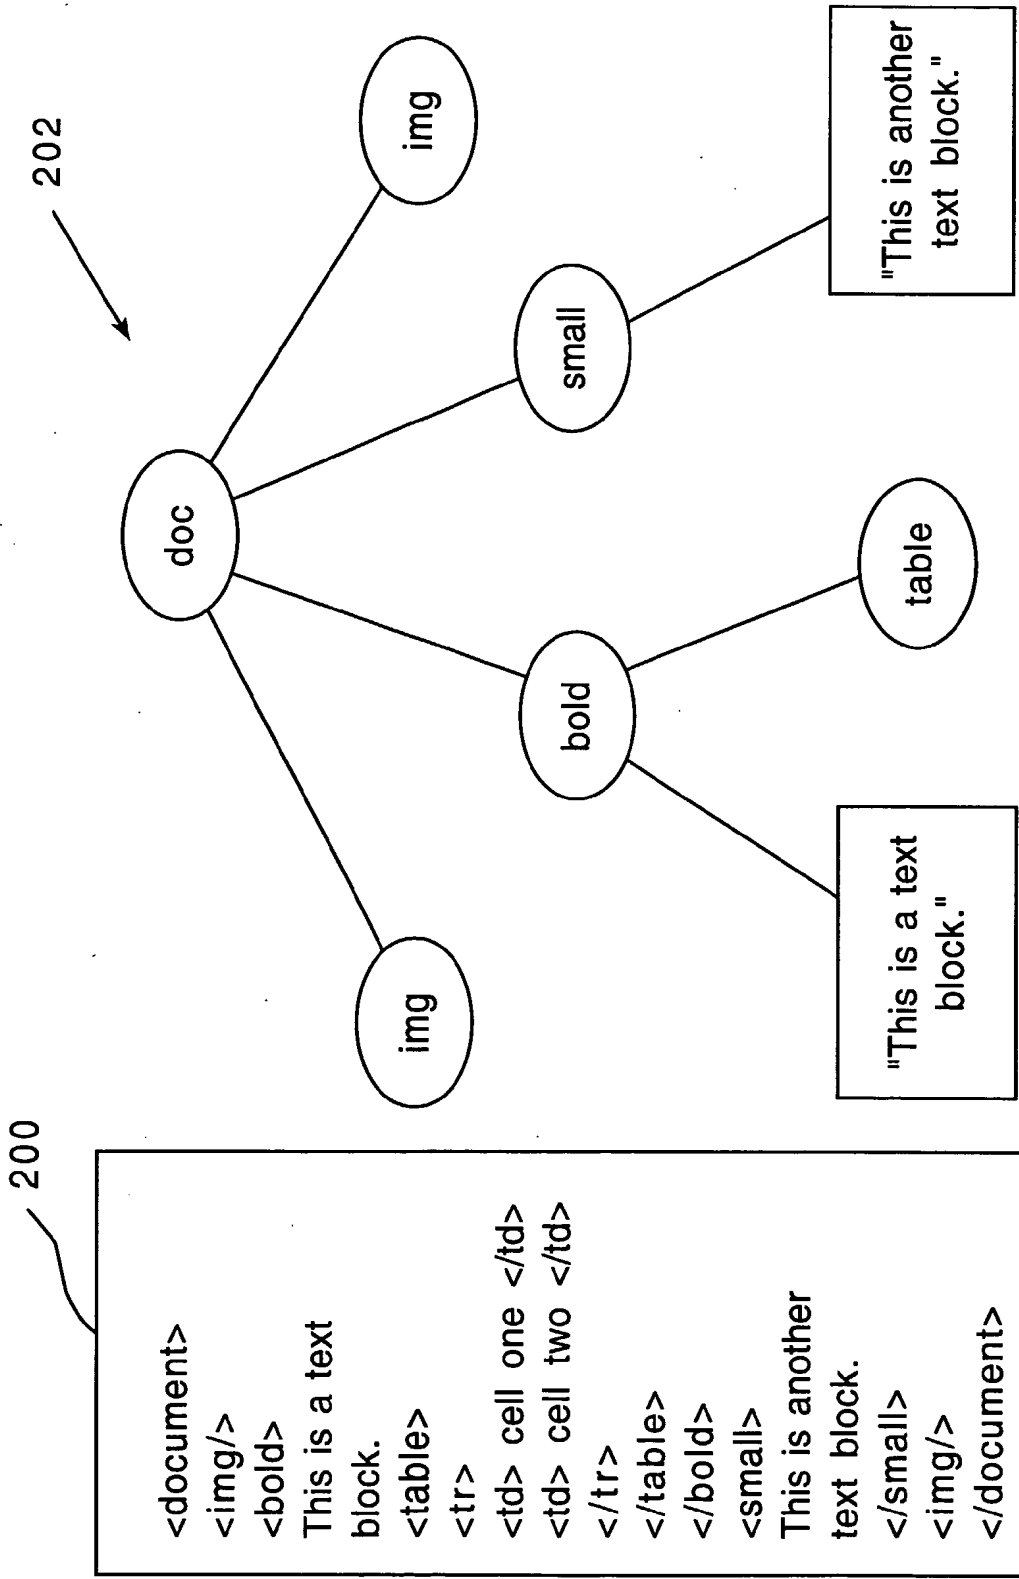 200
<document>
<img/>
<bold>
This is a text
block.
<table>
<tr>
<td> cell one </td>
<td> cell two </td>
</tr>
</table>
</bold>
<small>
This is another
text block.
</small>
<img/>
</document>
202
doc
img
bold
small
img
"This is a text
block."
table
"This is another
text block."